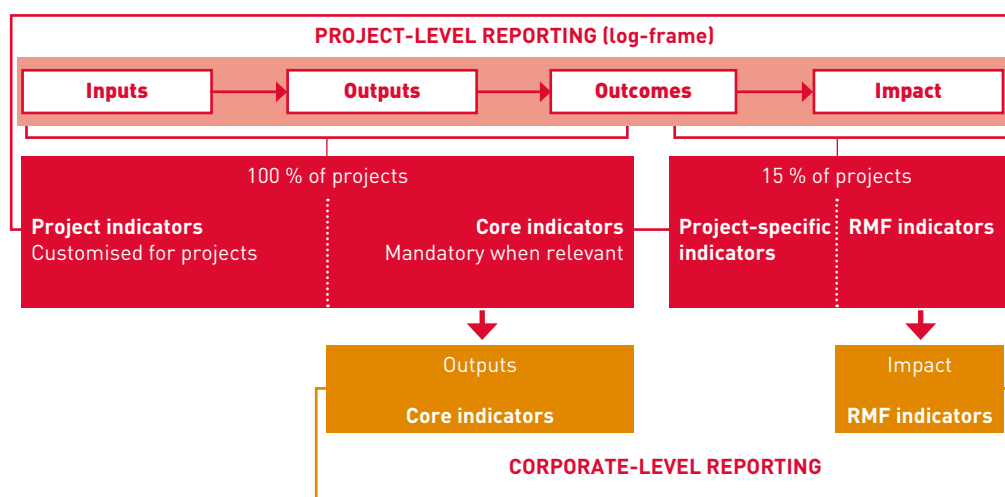 PROJECT-LEVEL REPORTING (log-frame)
Inputs
Outputs
Outcomes
Impact
100 % of projects
Project indicators
Customised for projects
Core indicators
Mandatory when relevant
15 % of projects
Project-specific
indicators
RMF indicators
Outputs
Core indicators
Impact
RMF indicators
CORPORATE-LEVEL REPORTING